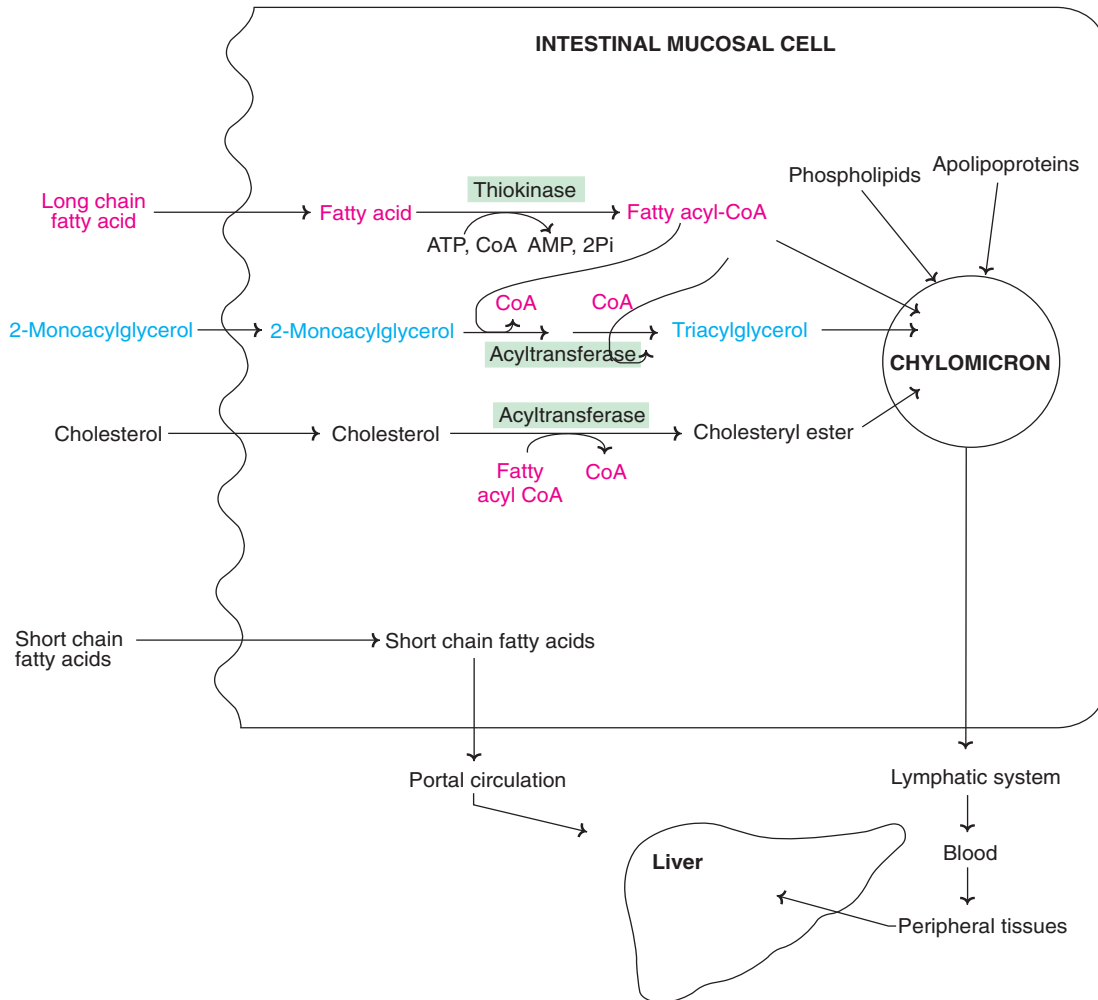 INTESTINAL MUCOSAL CELL
Apolipoproteins
Phospholipids
Thiokinase
Long chain
fatty acid
Fatty acid
Fatty acyl-CoA
ATP, CoA
AMP, 2Pi
CoA
CoA
2-Monoacylglycerol
2-Monoacylglycerol
Triacylglycerol
Acyltransferase
CHYLOMICRON
Acyltransferase
Cholesterol
Cholesterol
Cholesteryl ester
Fatty
acyl CoA
CoA
Short chain
fatty acids
Short chain fatty acids
Portal circulation
Lymphatic system
Liver
Blood
Peripheral tissues